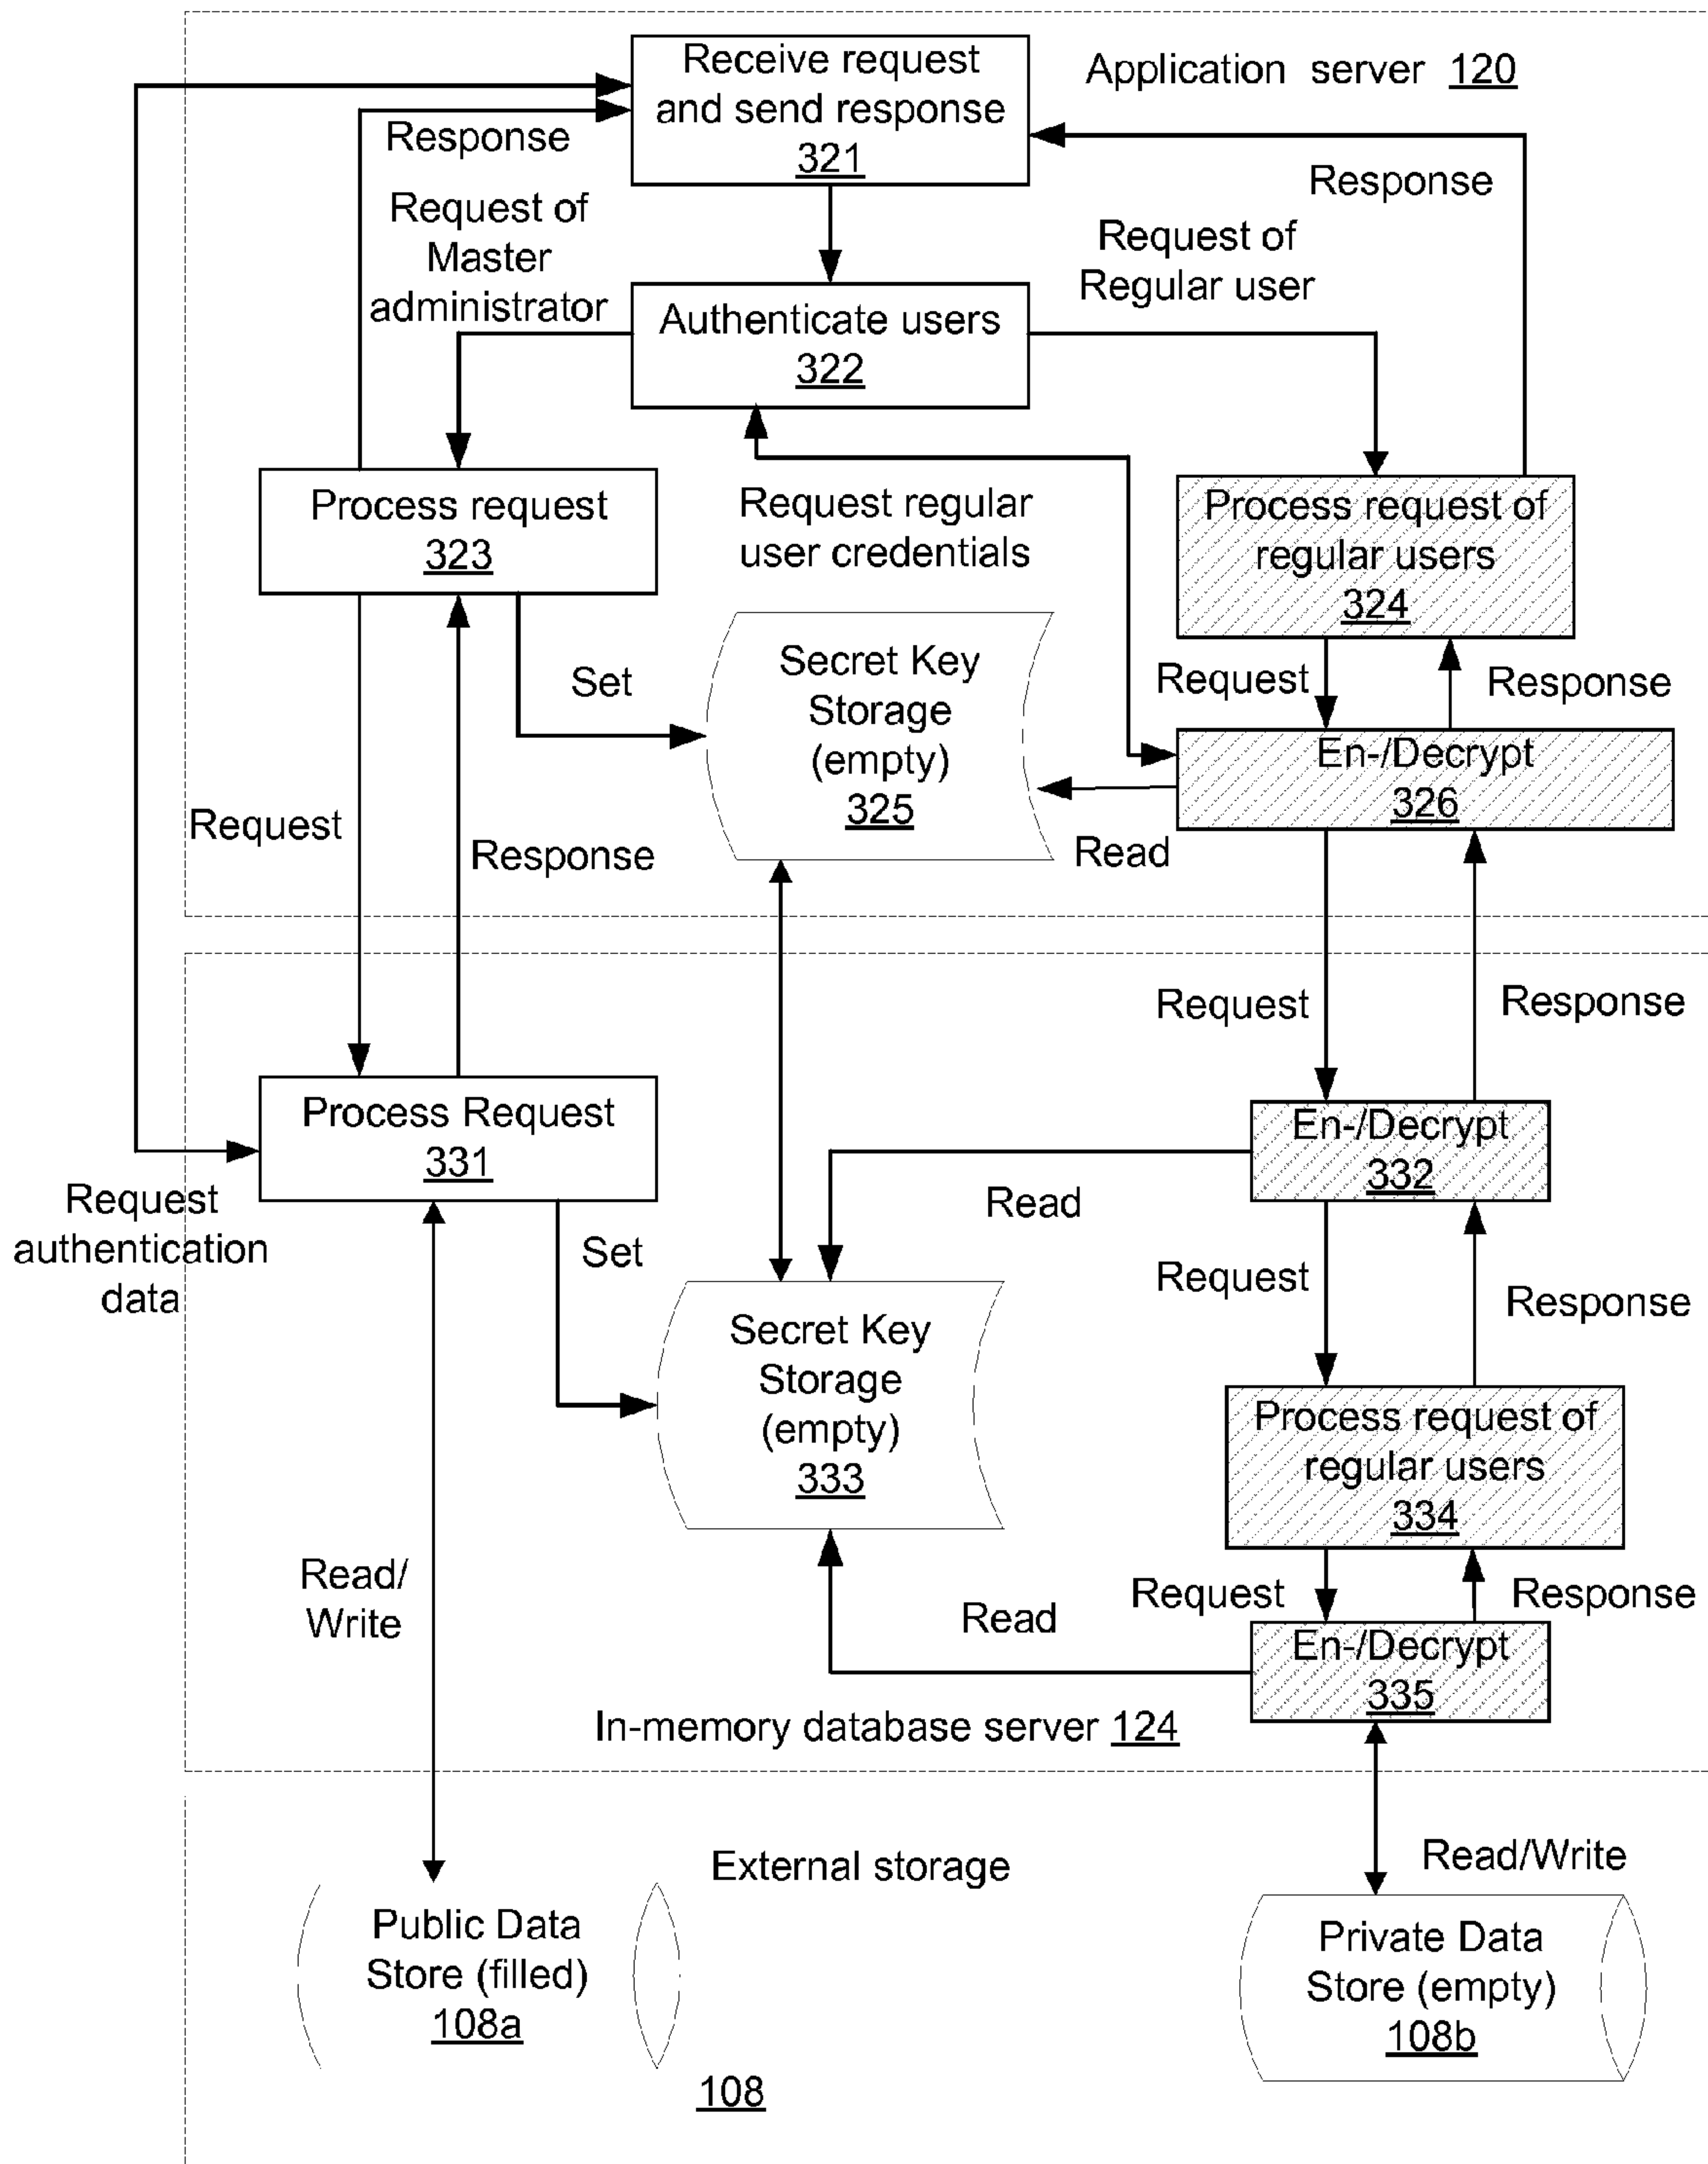 Receive request
and send response
321
Application server 120
Response
Response
Request of
Master
administrator
Request of
Regular user
Authenticate users
322
Process request
323
Request regular
user credentials
Process request of
regular users
324
Set
Secret Key
Storage
(empty)
325
Request
Response
En-/Decrypt
326
Read
Request
Response
Request
Response
Process Request
331
En-/Decrypt
332
Request
authentication
data
Set
Read
Request
Response
Secret Key
Storage
(empty)
333
Process request of
regular users
334
Read/
Write
Read
Request
Response
En-/Decrypt
335
In-memory database server 124
External storage
Read/Write
Public Data
Store (filled)
108a
Private Data
Store (empty)
108b
108